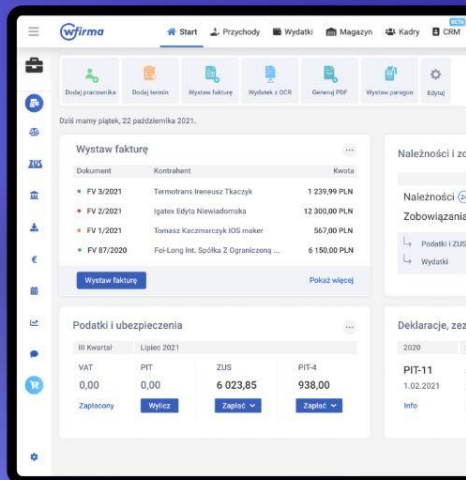 wfirma
Start Przychody Wydatki Magazyn Kadry CRM
BETA
Dodaj pracownika Dodaj termin Wystaw fakturę Wydatek z OCR Generuj PDF Wystaw paragon Edytuj
Dziś mamy piątek, 22 października 2021.
Wystaw fakturę
Dokument Kontrahent Kwota
FV 3/2021 Termotrans Ireneusz Tkaczyk 1 239,99 PLN
FV 2/2021 Igatex Edyta Niewiadomska 12 300,00 PLN
FV 1/2021 Tomasz Kaczmarczyk IOS maker 567,00 PLN
FV 87/2020 Fei-Long Int. Spółka Z Ograniczoną ... 6 150,00 PLN
Wystaw fakturę Pokaż więcej
Należności i zo
Należności
Zobowiązania
Podatki i ZUS
Wydatki
ZUS
Podatki i ubezpieczenia
III Kwartał Lipiec 2021
VAT PIT ZUS PIT-4
0,00 0,00 6 023,85 938,00
Zapłacony Wylicz Zapłać Zapłać
Deklaracje, zez
2020
PIT-11
1.02.2021
Info